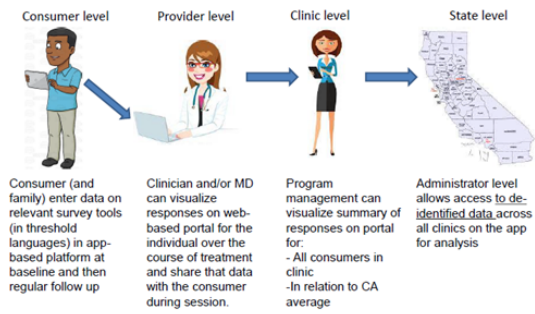 Consumer level
Provider level
Clinic level
State level
Consumer (and
family) enter data on
relevant survey tools
(in threshold
languages) in app-
based platform at
baseline and then
regular follow up
Clinician and/or MD
can visualize
responses on web-
based portal for the
individual over the
course of treatment
and share that data
with the consumer
during session.
Program
management can
visualize summary of
responses on portal
for:
- All consumers in
clinic
-In relation to CA
average
Administrator level
allows access to de-
identified data across
all clinics on the app
for analysis